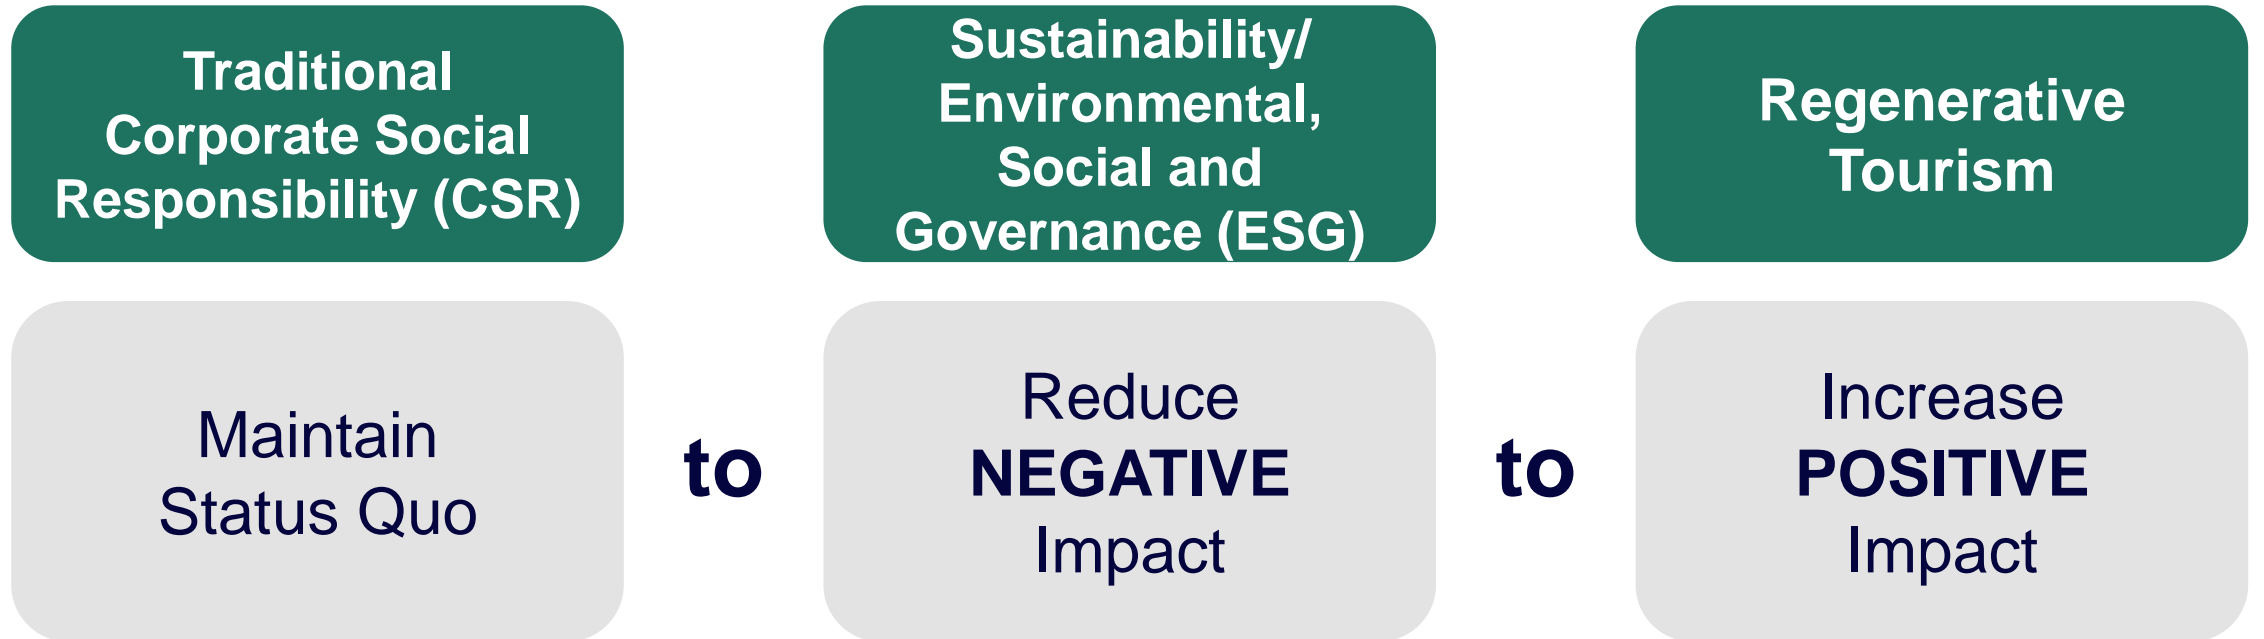 Traditional
Corporate Social
Responsibility (CSR)
Sustainability/
Environmental,
Social and
Governance (ESG)
Regenerative
Tourism
Maintain
Status Quo
to
Reduce
NEGATIVE
Impact
to
Increase
POSITIVE
Impact